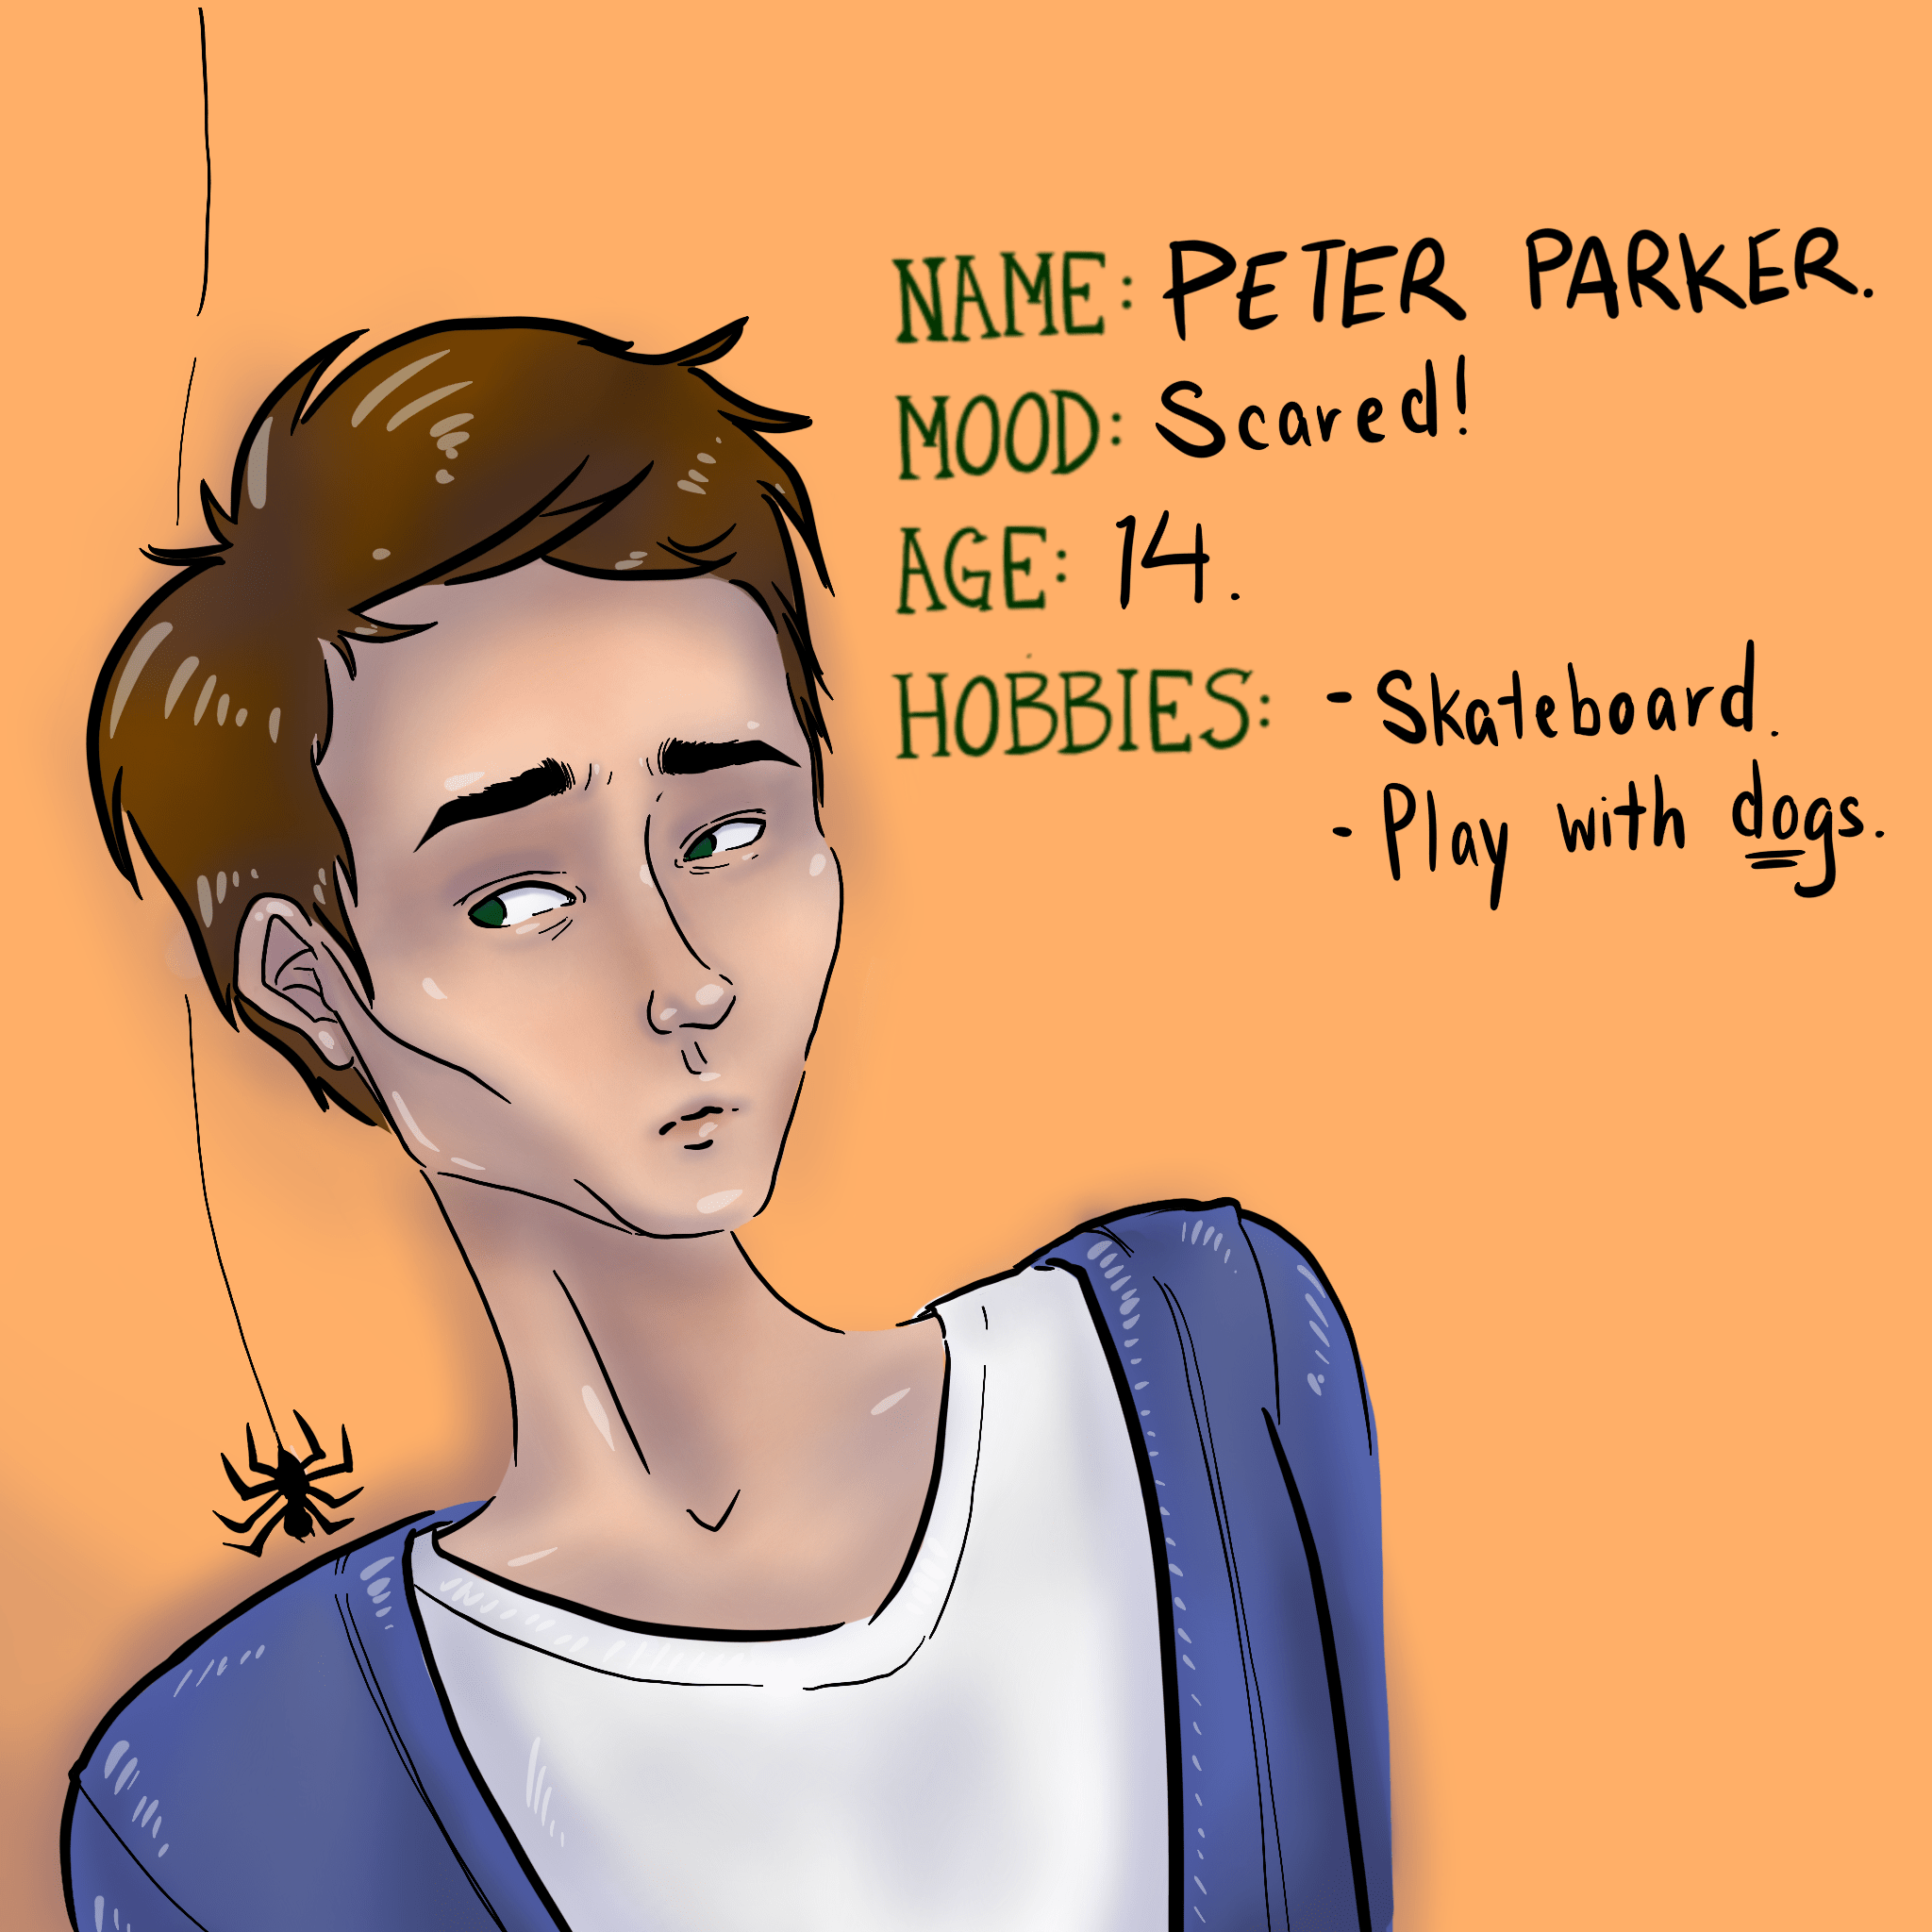 NAME: PETER PARKER.
MOOD: Scared!
AGE: 14.
HOBBIES: - Skateboard.
- Play with dogs.